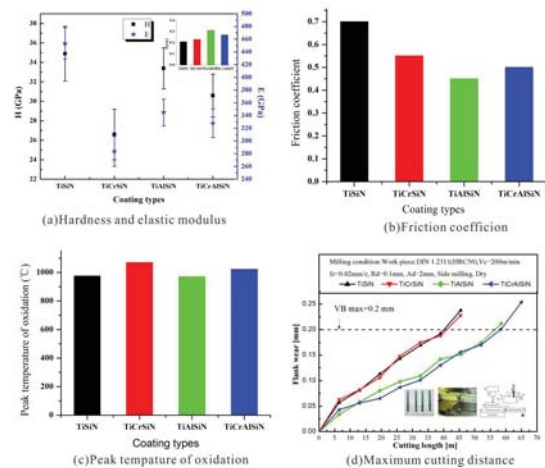 H
E
40
38
36
34
32
30
28
26
24
22
H (GPa)
480
460
440
420
400
380
360
340
320
300
280
260
240
E (GPa)
TiSiN
TiCrSiN
TiAlSiN
TiCrAlSiN
Coating types
(a)Hardness and elastic modulus
0.7
0.6
0.5
0.4
0.3
0.2
0.1
0.0
Friction coefficient
TiSiN
TiCrSiN
TiAlSiN
TiCrAlSiN
Coating types
(b)Friction coefficion
1000
800
600
400
200
0
Peak temperature of oxidation (℃)
TiSiN
TiCrSiN
TiAlSiN
TiCrAlSiN
Coating types
(c)Peak tempature of oxidation
Milling condition:Work piese:DIN 1.2311(HRC50),Vc=200m/min
fz=0.02mm/z, Rd=0.1mm, Ad=2mm, Side milling, Dry
TiSiN
TiCrSiN
TiAlSiN
TiCrAlSiN
VB max=0.2 mm
0.25
0.20
0.15
0.10
0.05
0.00
Flank wear [mm]
0
5
10
15
20
25
30
35
40
45
50
55
60
65
70
Cutting length [m]
(d)Maximum cutting distance